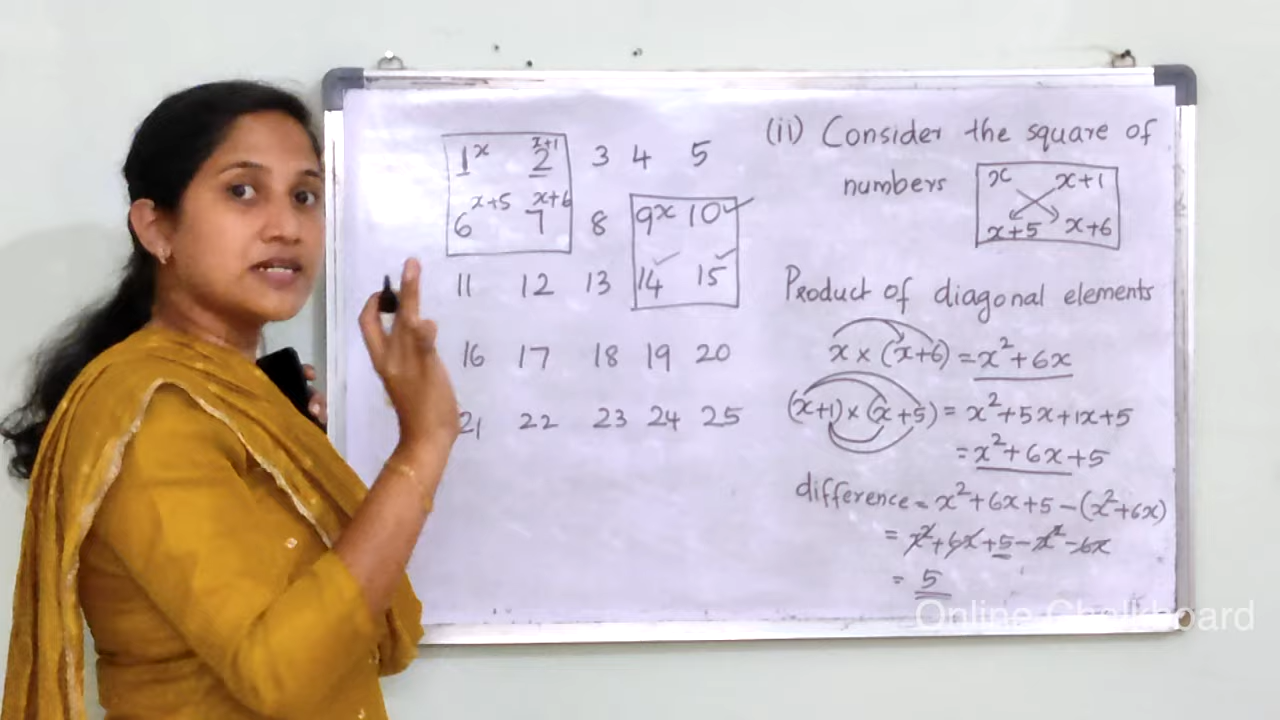 1 x 2 x+1 3 4 5
6 x+5 7 x+6 8 9 x 10 ✓
11 12 13 14 ✓ 15 ✓
16 17 18 19 20
21 22 23 24 25
(ii) Consider the square of
numbers
x x+1
x+5 x+6
Product of diagonal elements
x × (x+6) = x² + 6x
(x+1) × (x+5) = x² + 5x + 1x + 5
= x² + 6x + 5
difference = x² + 6x + 5 − (x² + 6x)
= x² + 6x + 5 − x² − 6x
= 5
Online Chalkboard